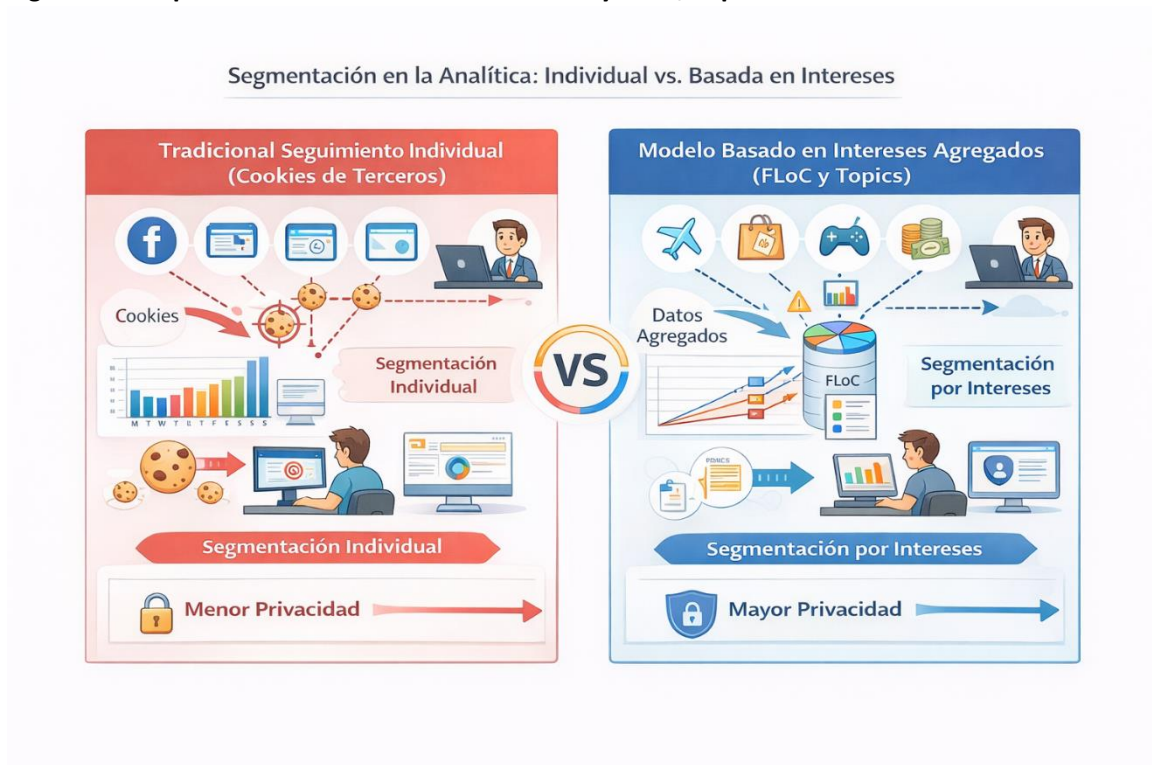 Segmentación en la Analítica: Individual vs. Basada en Intereses
Tradicional Seguimiento Individual
(Cookies de Terceros)
Cookies
Segmentación
Individual
M T W T
Segmentación Individual
Menor Privacidad
VS
Modelo Basado en Intereses Agregados
(FLoC y Topics)
Datos
Agregados
FLoC
Segmentación
por Intereses
Segmentación por Intereses
Mayor Privacidad